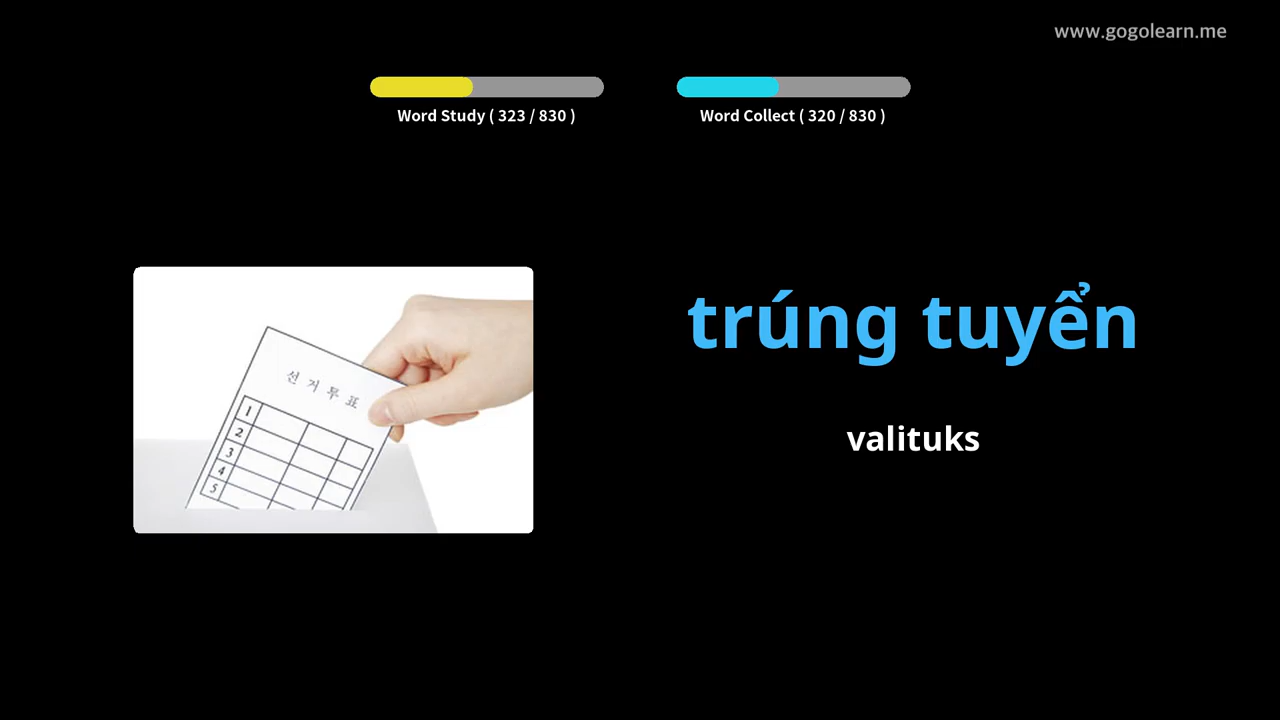 www.gogolearn.me
Word Study ( 323 / 830 )
Word Collect ( 320 / 830 )
선거투표
1
2
3
4
5
trúng tuyển
valituks